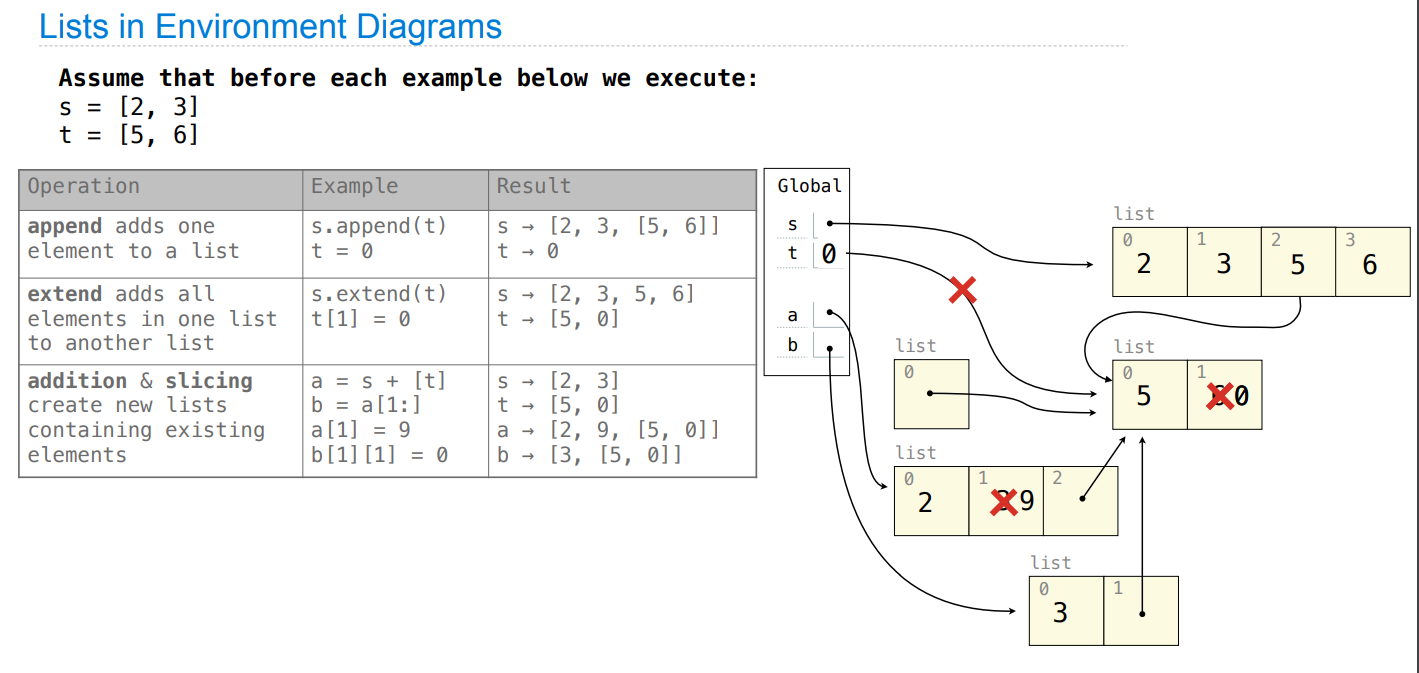 Lists in Environment Diagrams
Assume that before each example below we execute:
s = [2, 3]
t = [5, 6]
Operation Example Result
append adds one s.append(t) s → [2, 3, [5, 6]]
element to a list t = 0 t → 0
extend adds all s.extend(t) s → [2, 3, 5, 6]
elements in one list t[1] = 0 t → [5, 0]
to another list
addition & slicing a = s + [t] s → [2, 3]
create new lists b = a[1:] t → [5, 0]
containing existing a[1] = 9 a → [2, 9, [5, 0]]
elements b[1][1] = 0 b → [3, [5, 0]]
Global
s
t 0
a
b
list
0 1 2 3
2 3 5 6
list
0
list
0 1
5 0
list
0 1 2
2 9
list
0 1
3